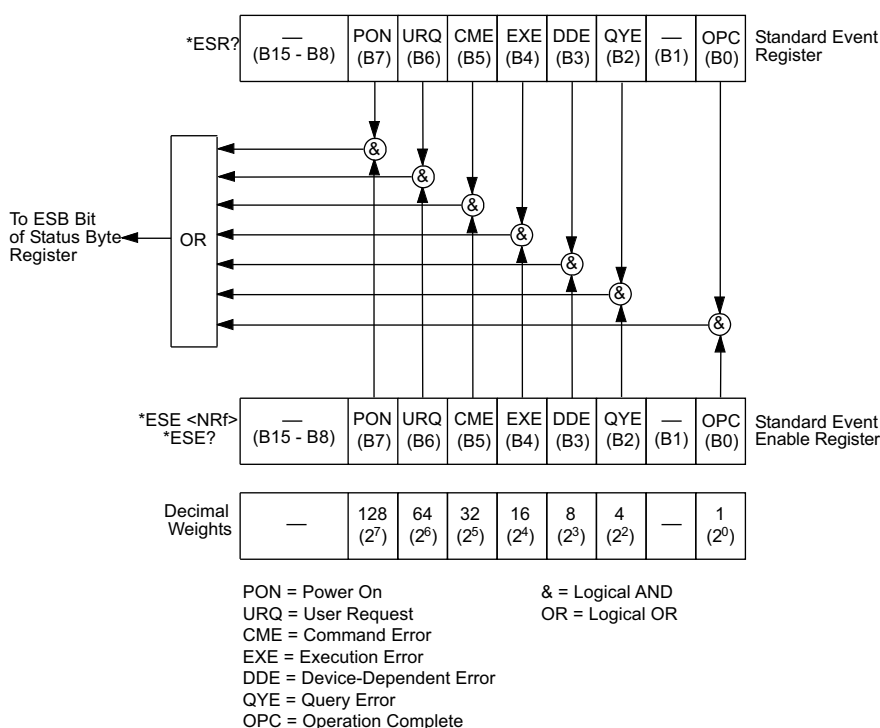 *ESR?
—
(B15 - B8)
PON
(B7)
URQ
(B6)
CME
(B5)
EXE
(B4)
DDE
(B3)
QYE
(B2)
—
(B1)
OPC
(B0)
Standard Event
Register
&
&
&
&
&
&
&
OR
To ESB Bit
of Status Byte
Register
*ESE <NRf>
*ESE?
—
(B15 - B8)
PON
(B7)
URQ
(B6)
CME
(B5)
EXE
(B4)
DDE
(B3)
QYE
(B2)
—
(B1)
OPC
(B0)
Standard Event
Enable Register
Decimal
Weights
—
128
(2⁷)
64
(2⁶)
32
(2⁵)
16
(2⁴)
8
(2³)
4
(2²)
—
1
(2⁰)
PON = Power On
URQ = User Request
CME = Command Error
EXE = Execution Error
DDE = Device-Dependent Error
QYE = Query Error
OPC = Operation Complete
& = Logical AND
OR = Logical OR